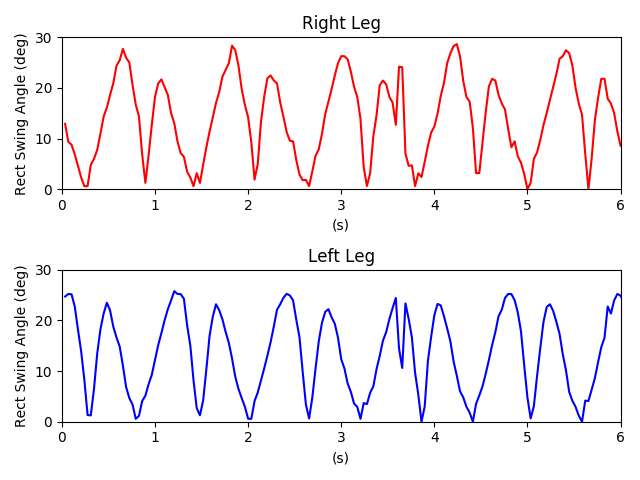 Right Leg
Rect Swing Angle (deg)
30
20
10
0
0 1 2 3 4 5 6
(s)
Left Leg
Rect Swing Angle (deg)
30
20
10
0
0 1 2 3 4 5 6
(s)